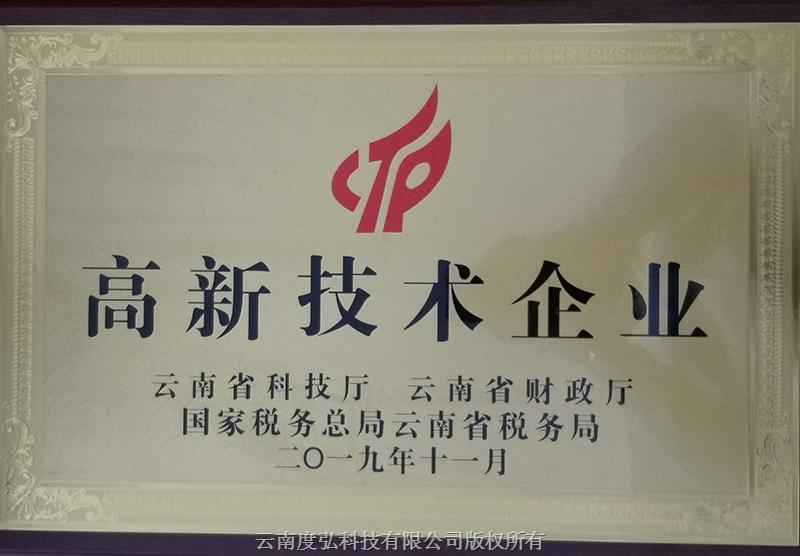 高新技术企业
云南省科技厅 云南省财政厅
国家税务总局云南省税务局
二〇一九年十一月
云南度弘科技有限公司版权所有